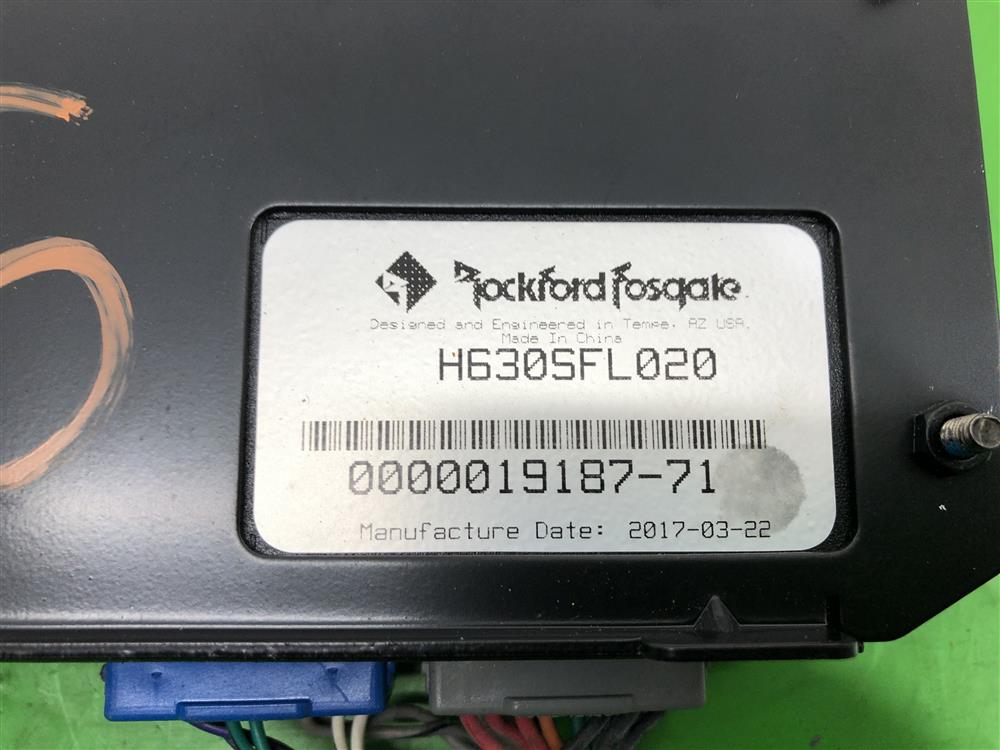 Rockford Fosgate
Designed and Engineered in Tempe, AZ USA.
Made In China
H630SFL020
0000019187-71
Manufacture Date: 2017-03-22